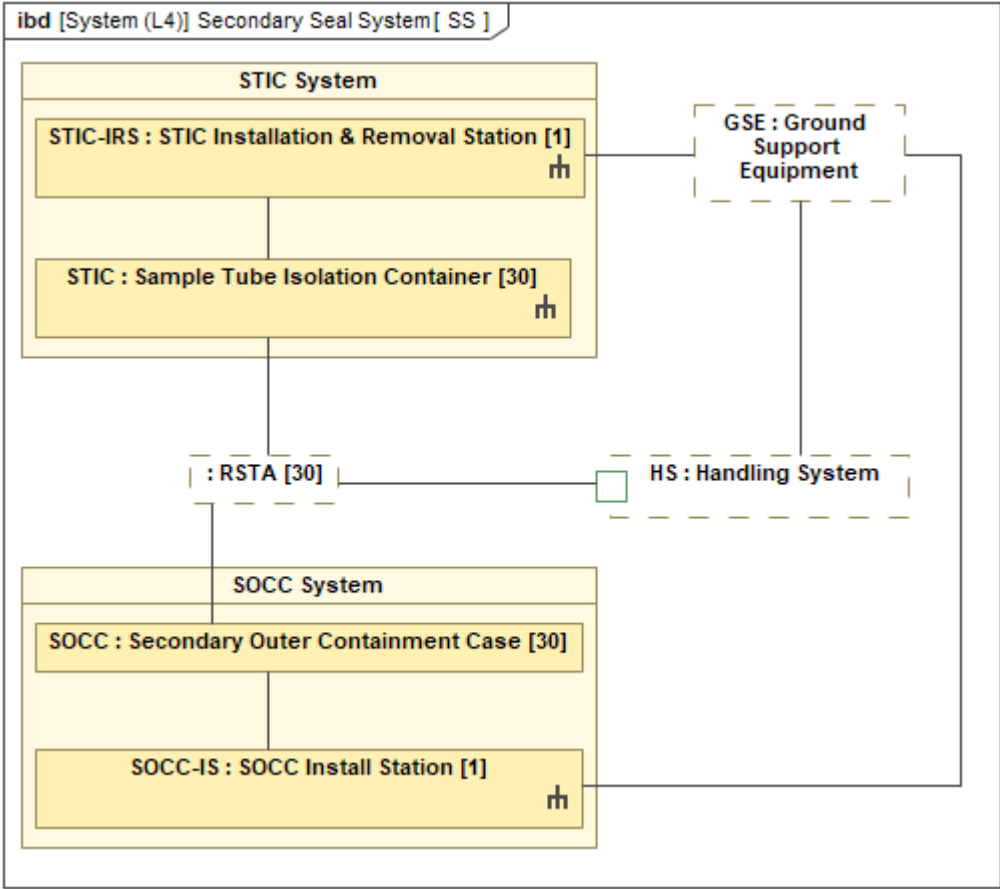 ibd [System (L4)] Secondary Seal System[ SS ]
STIC System
STIC-IRS : STIC Installation & Removal Station [1]
GSE : Ground
Support
Equipment
STIC : Sample Tube Isolation Container [30]
: RSTA [30]
HS : Handling System
SOCC System
SOCC : Secondary Outer Containment Case [30]
SOCC-IS : SOCC Install Station [1]